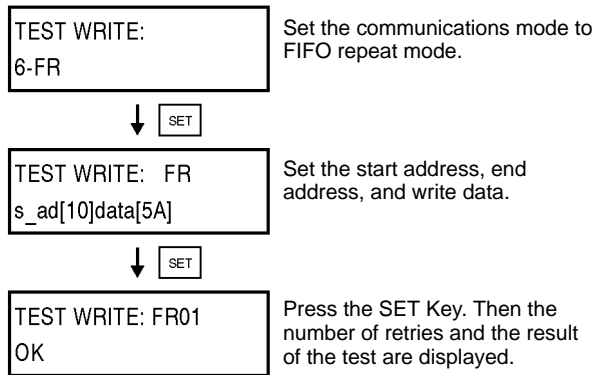 TEST WRITE:
6-FR
Set the communications mode to
FIFO repeat mode.
SET
TEST WRITE: FR
s_ad[10]data[5A]
Set the start address, end
address, and write data.
SET
TEST WRITE: FR01
OK
Press the SET Key. Then the
number of retries and the result
of the test are displayed.